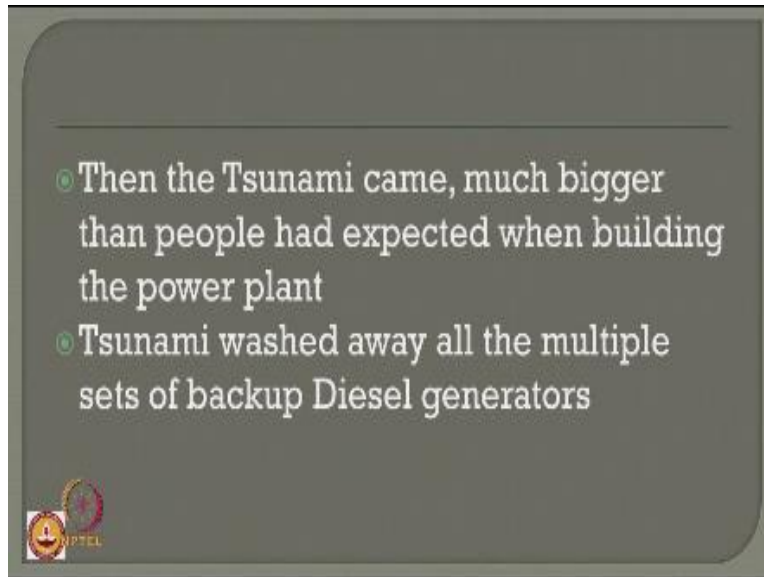 Then the Tsunami came, much bigger
than people had expected when building
the power plant
Tsunami washed away all the multiple
sets of backup Diesel generators
NPTEL